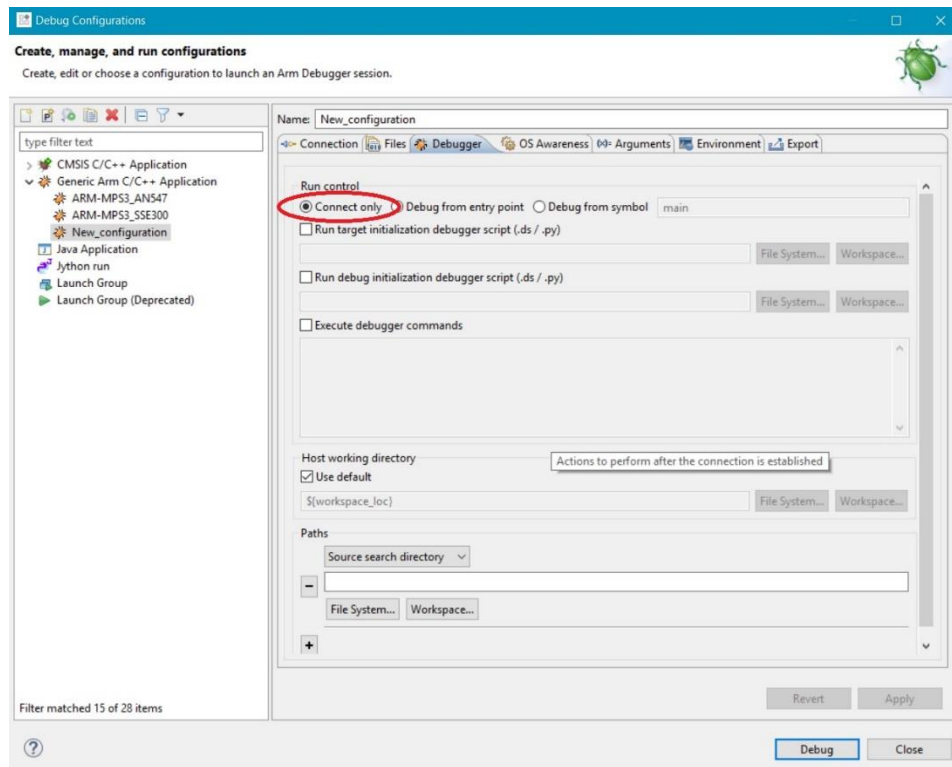 Debug Configurations
Create, manage, and run configurations
Create, edit or choose a configuration to launch an Arm Debugger session.
type filter text
CMSIS C/C++ Application
Generic Arm C/C++ Application
ARM-MPS3_AN547
ARM-MPS3_SSE300
New_configuration
Java Application
Jython run
Launch Group
Launch Group (Deprecated)
Filter matched 15 of 28 items
Name: New_configuration
Connection Files Debugger OS Awareness Arguments Environment Export
Run control
Connect only Debug from entry point Debug from symbol main
Run target initialization debugger script (.ds / .py)
File System... Workspace...
Run debug initialization debugger script (.ds / .py)
File System... Workspace...
Execute debugger commands
Host working directory
Actions to perform after the connection is established
Use default
${workspace_loc} File System... Workspace...
Paths
Source search directory
File System... Workspace...
Revert Apply
Debug Close